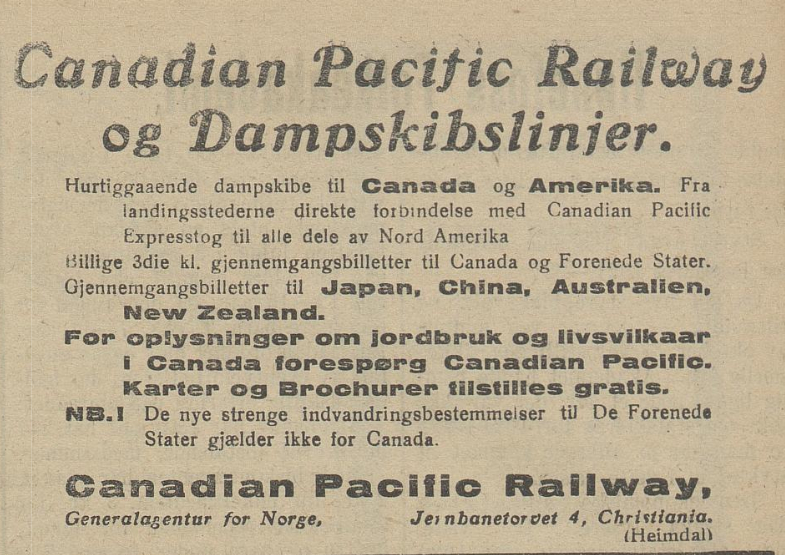 Canadian Pacific Railway
og Dampskibslinjer.
Hurtiggaaende dampskibe til Canada og Amerika. Fra
landingsstederne direkte forbindelse med Canadian Pacific
Expresstog til alle dele av Nord Amerika
Billige 3die kl. gjennemgangsbilletter til Canada og Forenede Stater.
Gjennemgangsbilletter til Japan, China, Australien,
New Zealand.
For oplysninger om jordbruk og livsvilkaar
i Canada forespørg Canadian Pacific.
Karter og Brochurer tilstilles gratis.
NB.! De nye strenge indvandringsbestemmelser til De Forenede
Stater gjælder ikke for Canada.
Canadian Pacific Railway,
Generalagentur for Norge, Jernbanetorvet 4, Christiania.
(Heimdal)